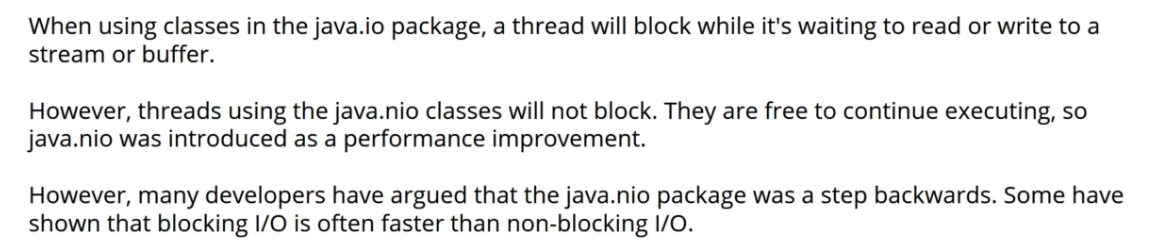 When using classes in the java.io package, a thread will block while it's waiting to read or write to a
stream or buffer.
However, threads using the java.nio classes will not block. They are free to continue executing, so
java.nio was introduced as a performance improvement.
However, many developers have argued that the java.nio package was a step backwards. Some have
shown that blocking I/O is often faster than non-blocking I/O.